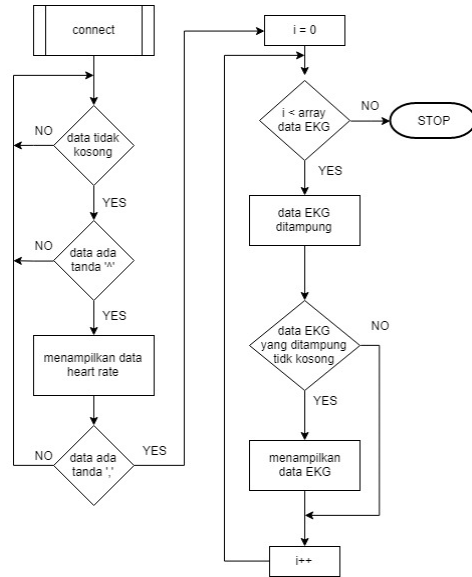 connect
data tidak
kosong
NO
YES
data ada
tanda '^'
NO
YES
menampilkan data
heart rate
data ada
tanda ','
NO
YES
i = 0
i < array
data EKG
NO
STOP
YES
data EKG
ditampung
data EKG
yang ditampung
tidk kosong
NO
YES
menampilkan
data EKG
i++